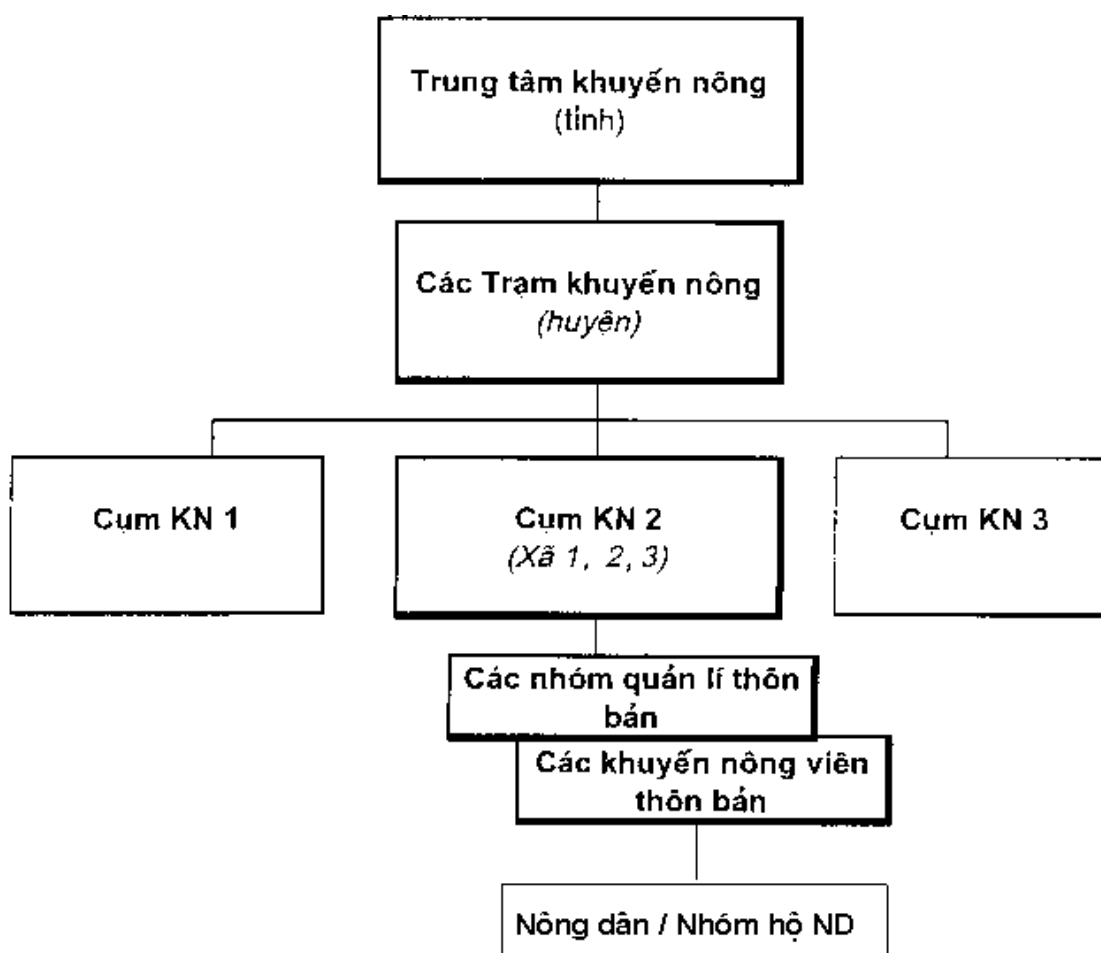 Trung tâm khuyến nông
(tỉnh)
Các Trạm khuyến nông
(huyện)
Cụm KN 1
Cụm KN 2
(Xã 1, 2, 3)
Cụm KN 3
Các nhóm quản lí thôn
bản
Các khuyến nông viên
thôn bản
Nông dân / Nhóm hộ ND